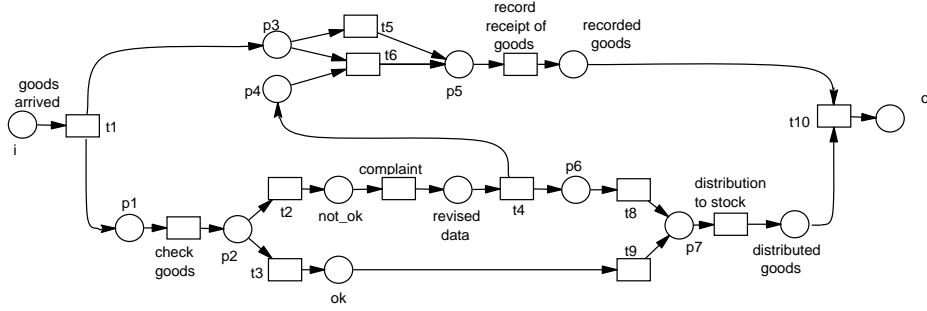 record
receipt of
goods
recorded
goods
p3
t5
t6
p4
p5
goods
arrived
t1
i
t10
o
p1
check
goods
p2
t2
not_ok
complaint
revised
data
t4
p6
t8
distribution
to stock
p7
distributed
goods
t3
ok
t9